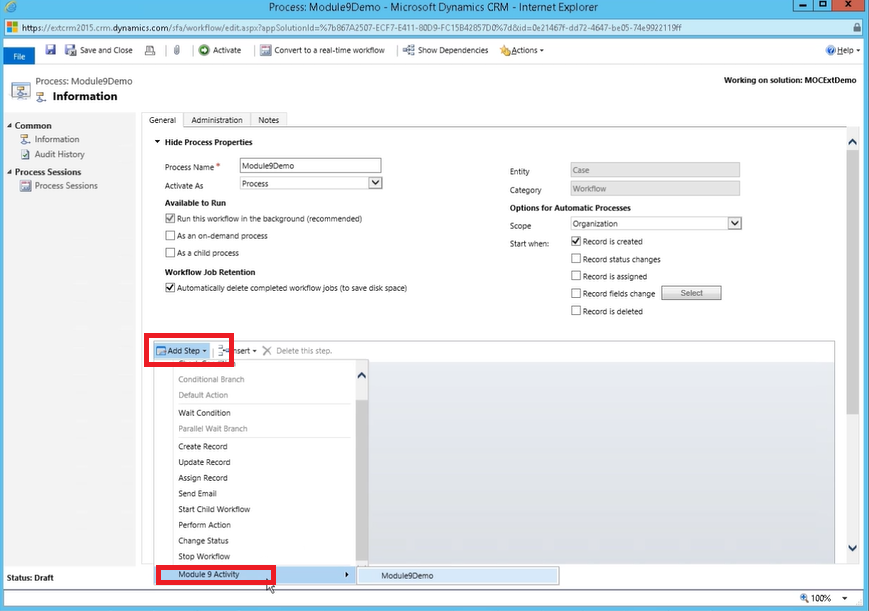 Process: Module9Demo - Microsoft Dynamics CRM - Internet Explorer
https://extcrm2015.crm.dynamics.com/sfa/workflow/edit.aspx?appSolutionId=%7b867A2507-ECF7-E411-80D9-FC15B42857D0%7d&id=0e21467f-dd72-4647-be05-74e9922119ff
File
Save and Close
Activate
Convert to a real-time workflow
Show Dependencies
Actions
Help
Process: Module9Demo
Information
Working on solution: MOCExtDemo
Common
Information
Audit History
Process Sessions
Process Sessions
General
Administration
Notes
Hide Process Properties
Process Name * Module9Demo
Activate As Process
Available to Run
Run this workflow in the background (recommended)
As an on-demand process
As a child process
Workflow Job Retention
Automatically delete completed workflow jobs (to save disk space)
Entity Case
Category Workflow
Options for Automatic Processes
Scope Organization
Start when: Record is created
Record status changes
Record is assigned
Record fields change Select
Record is deleted
Add Step
Insert
Delete this step.
Conditional Branch
Default Action
Wait Condition
Parallel Wait Branch
Create Record
Update Record
Assign Record
Send Email
Start Child Workflow
Perform Action
Change Status
Stop Workflow
Module 9 Activity
Module9Demo
Status: Draft
100%